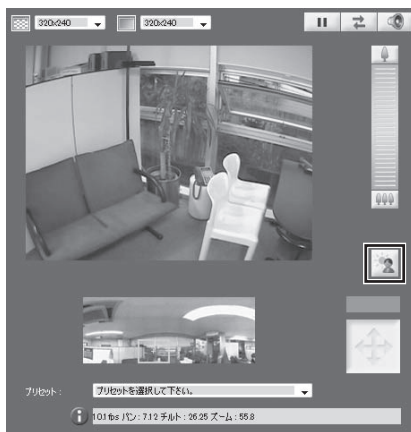 320x240 320x240
プリセット： プリセットを選択して下さい。
10.1 fps パン : 7.12 チルト : 26.25 ズーム : 55.8